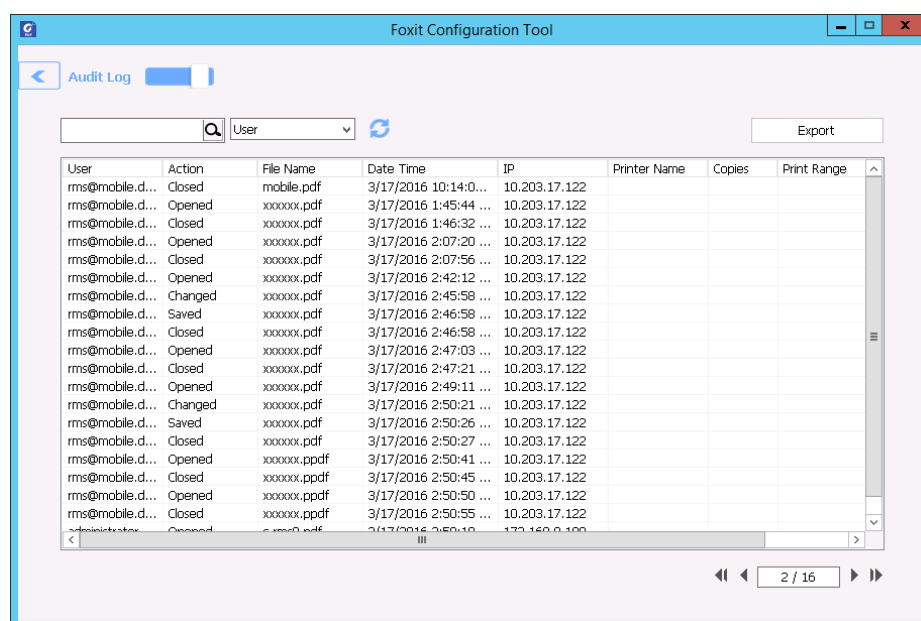 Foxit Configuration Tool
Audit Log
User
Export
User Action File Name Date Time IP Printer Name Copies Print Range
rms@mobile.d... Closed mobile.pdf 3/17/2016 10:14:0... 10.203.17.122
rms@mobile.d... Opened xxxxxx.pdf 3/17/2016 1:45:44 ... 10.203.17.122
rms@mobile.d... Closed xxxxxx.pdf 3/17/2016 1:46:32 ... 10.203.17.122
rms@mobile.d... Opened xxxxxx.pdf 3/17/2016 2:07:20 ... 10.203.17.122
rms@mobile.d... Closed xxxxxx.pdf 3/17/2016 2:07:56 ... 10.203.17.122
rms@mobile.d... Opened xxxxxx.pdf 3/17/2016 2:42:12 ... 10.203.17.122
rms@mobile.d... Changed xxxxxx.pdf 3/17/2016 2:45:58 ... 10.203.17.122
rms@mobile.d... Saved xxxxxx.pdf 3/17/2016 2:46:58 ... 10.203.17.122
rms@mobile.d... Closed xxxxxx.pdf 3/17/2016 2:46:58 ... 10.203.17.122
rms@mobile.d... Opened xxxxxx.pdf 3/17/2016 2:47:03 ... 10.203.17.122
rms@mobile.d... Closed xxxxxx.pdf 3/17/2016 2:47:21 ... 10.203.17.122
rms@mobile.d... Opened xxxxxx.pdf 3/17/2016 2:49:11 ... 10.203.17.122
rms@mobile.d... Changed xxxxxx.pdf 3/17/2016 2:50:21 ... 10.203.17.122
rms@mobile.d... Saved xxxxxx.pdf 3/17/2016 2:50:26 ... 10.203.17.122
rms@mobile.d... Closed xxxxxx.pdf 3/17/2016 2:50:27 ... 10.203.17.122
rms@mobile.d... Opened xxxxxx.ppdf 3/17/2016 2:50:41 ... 10.203.17.122
rms@mobile.d... Closed xxxxxx.ppdf 3/17/2016 2:50:45 ... 10.203.17.122
rms@mobile.d... Opened xxxxxx.ppdf 3/17/2016 2:50:50 ... 10.203.17.122
rms@mobile.d... Closed xxxxxx.ppdf 3/17/2016 2:50:55 ... 10.203.17.122
administrator Opened
2 / 16